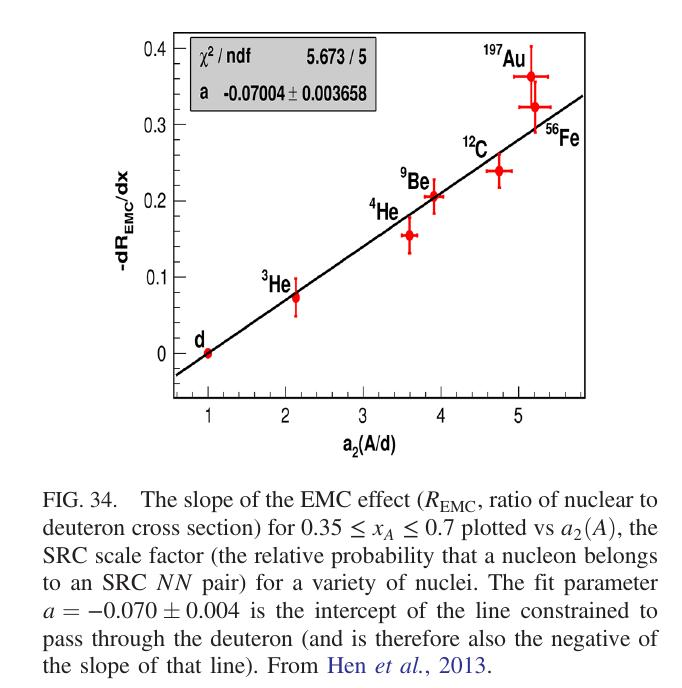 0.4
0.3
0.2
0.1
0
-dR_EMC/dx
χ² / ndf 5.673 / 5
a -0.07004 ± 0.003658
¹⁹⁷Au
⁵⁶Fe
¹²C
⁹Be
⁴He
³He
d
1 2 3 4 5
a₂(A/d)
FIG. 34. The slope of the EMC effect (R_EMC, ratio of nuclear to
deuteron cross section) for 0.35 ≤ x_A ≤ 0.7 plotted vs a₂(A), the
SRC scale factor (the relative probability that a nucleon belongs
to an SRC NN pair) for a variety of nuclei. The fit parameter
a = −0.070 ± 0.004 is the intercept of the line constrained to
pass through the deuteron (and is therefore also the negative of
the slope of that line). From Hen et al., 2013.